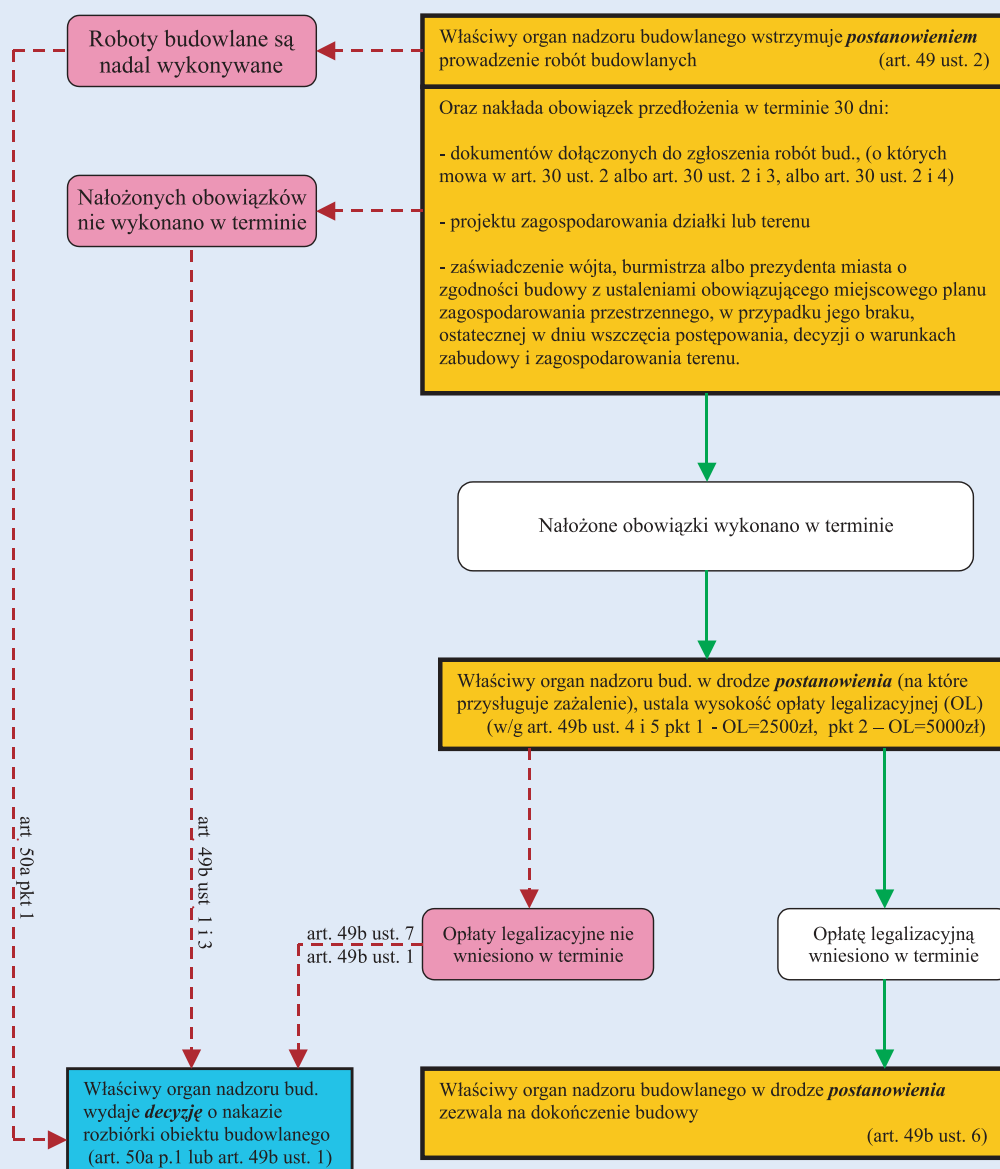 Roboty budowlane są
nadal wykonywane
Właściwy organ nadzoru budowlanego wstrzymuje postanowieniem
prowadzenie robót budowlanych (art. 49 ust. 2)
Oraz nakłada obowiązek przedłożenia w terminie 30 dni:
- dokumentów dołączonych do zgłoszenia robót bud., (o których
mowa w art. 30 ust. 2 albo art. 30 ust. 2 i 3, albo art. 30 ust. 2 i 4)
- projektu zagospodarowania działki lub terenu
- zaświadczenie wójta, burmistrza albo prezydenta miasta o
zgodności budowy z ustaleniami obowiązującego miejscowego planu
zagospodarowania przestrzennego, w przypadku jego braku,
ostatecznej w dniu wszczęcia postępowania, decyzji o warunkach
zabudowy i zagospodarowania terenu.
Nałożonych obowiązków
nie wykonano w terminie
Nałożone obowiązki wykonano w terminie
Właściwy organ nadzoru bud. w drodze postanowienia (na które
przysługuje zażalenie), ustala wysokość opłaty legalizacyjnej (OL)
(w/g art. 49b ust. 4 i 5 pkt 1 - OL=2500zł, pkt 2 – OL=5000zł)
art. 50a pkt 1
art 49b ust 1 i 3
art. 49b ust. 7
art. 49b ust. 1
Opłaty legalizacyjne nie
wniesiono w terminie
Opłatę legalizacyjną
wniesiono w terminie
Właściwy organ nadzoru bud.
wydaje decyzję o nakazie
rozbiórki obiektu budowlanego
(art. 50a p.1 lub art. 49b ust. 1)
Właściwy organ nadzoru budowlanego w drodze postanowienia
zezwala na dokończenie budowy
(art. 49b ust. 6)